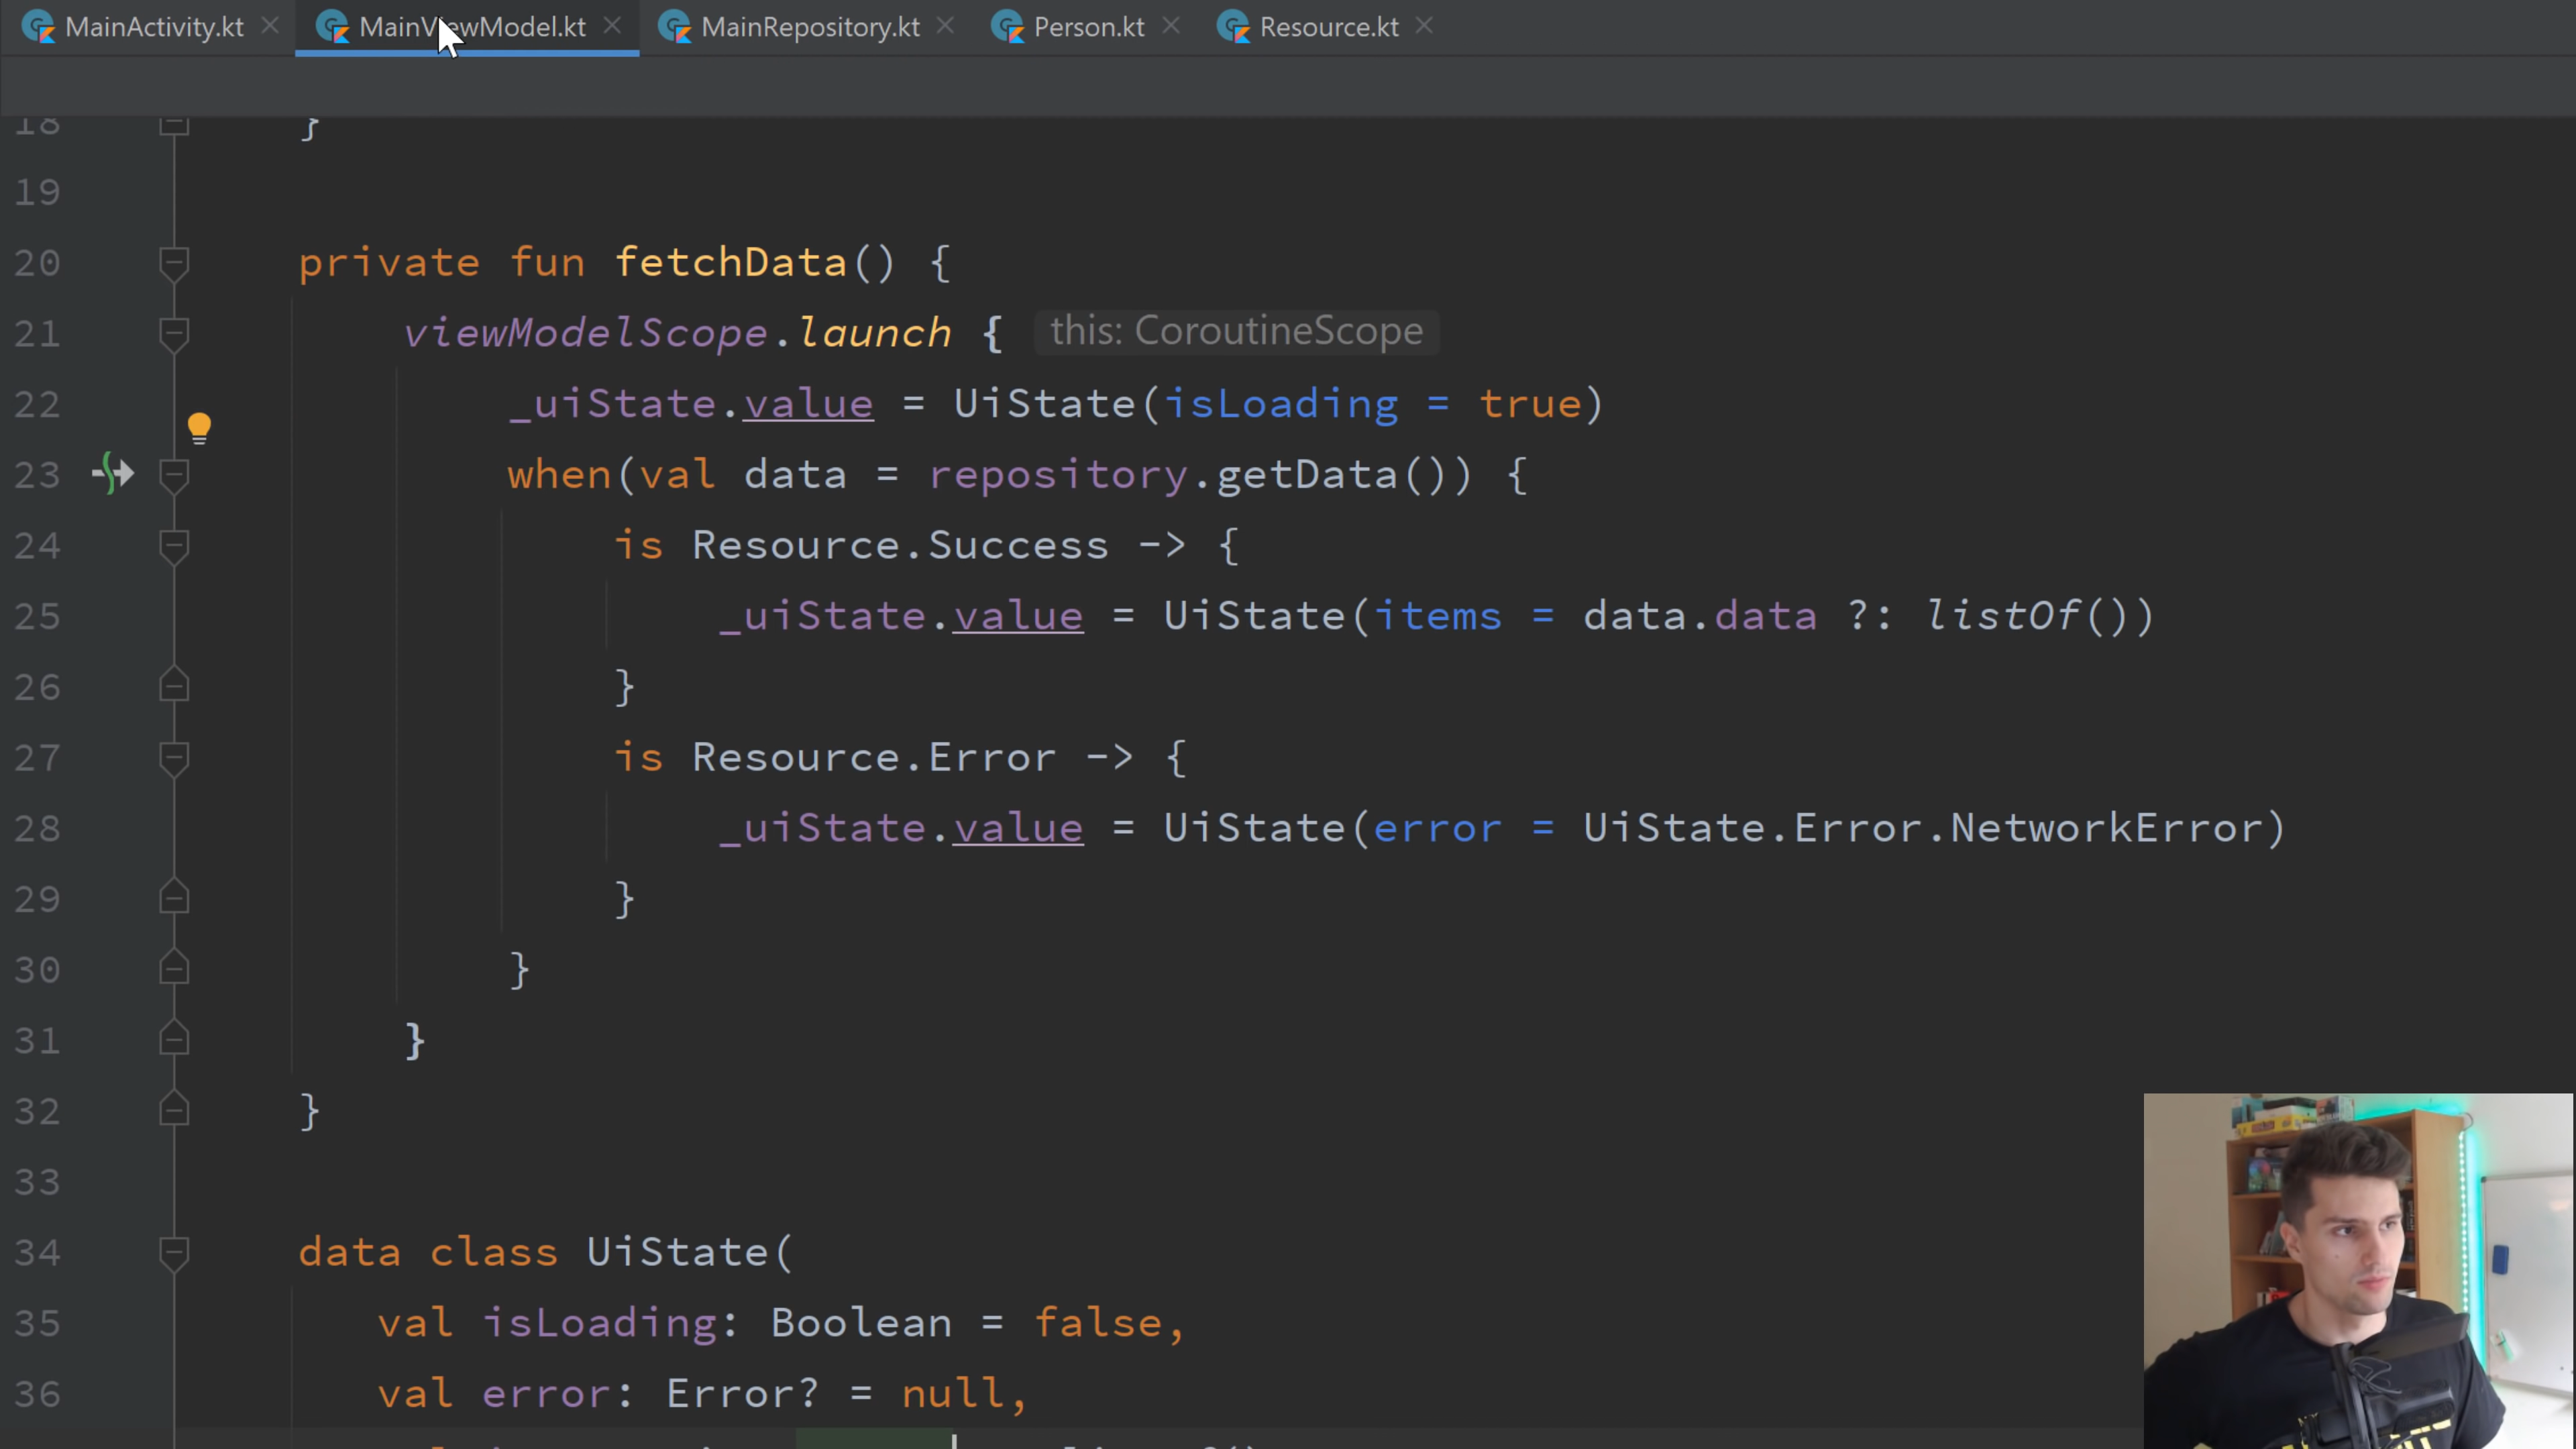 MainActivity.kt MainViewModel.kt MainRepository.kt Person.kt Resource.kt
18 }
19
20 private fun fetchData() {
21 viewModelScope.launch { this: CoroutineScope
22 _uiState.value = UiState(isLoading = true)
23 when(val data = repository.getData()) {
24 is Resource.Success -> {
25 _uiState.value = UiState(items = data.data ?: listOf())
26 }
27 is Resource.Error -> {
28 _uiState.value = UiState(error = UiState.Error.NetworkError)
29 }
30 }
31 }
32 }
33
34 data class UiState(
35 val isLoading: Boolean = false,
36 val error: Error? = null,